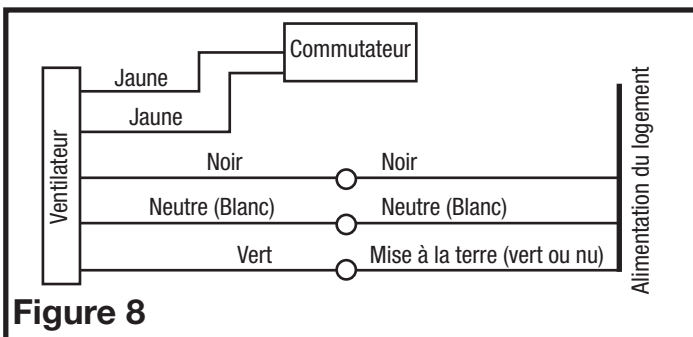 Commutateur
Jaune
Jaune
Ventilateur
Noir
Noir
Neutre (Blanc)
Neutre (Blanc)
Vert
Mise à la terre (vert ou nu)
Alimentation du logement
Figure 8